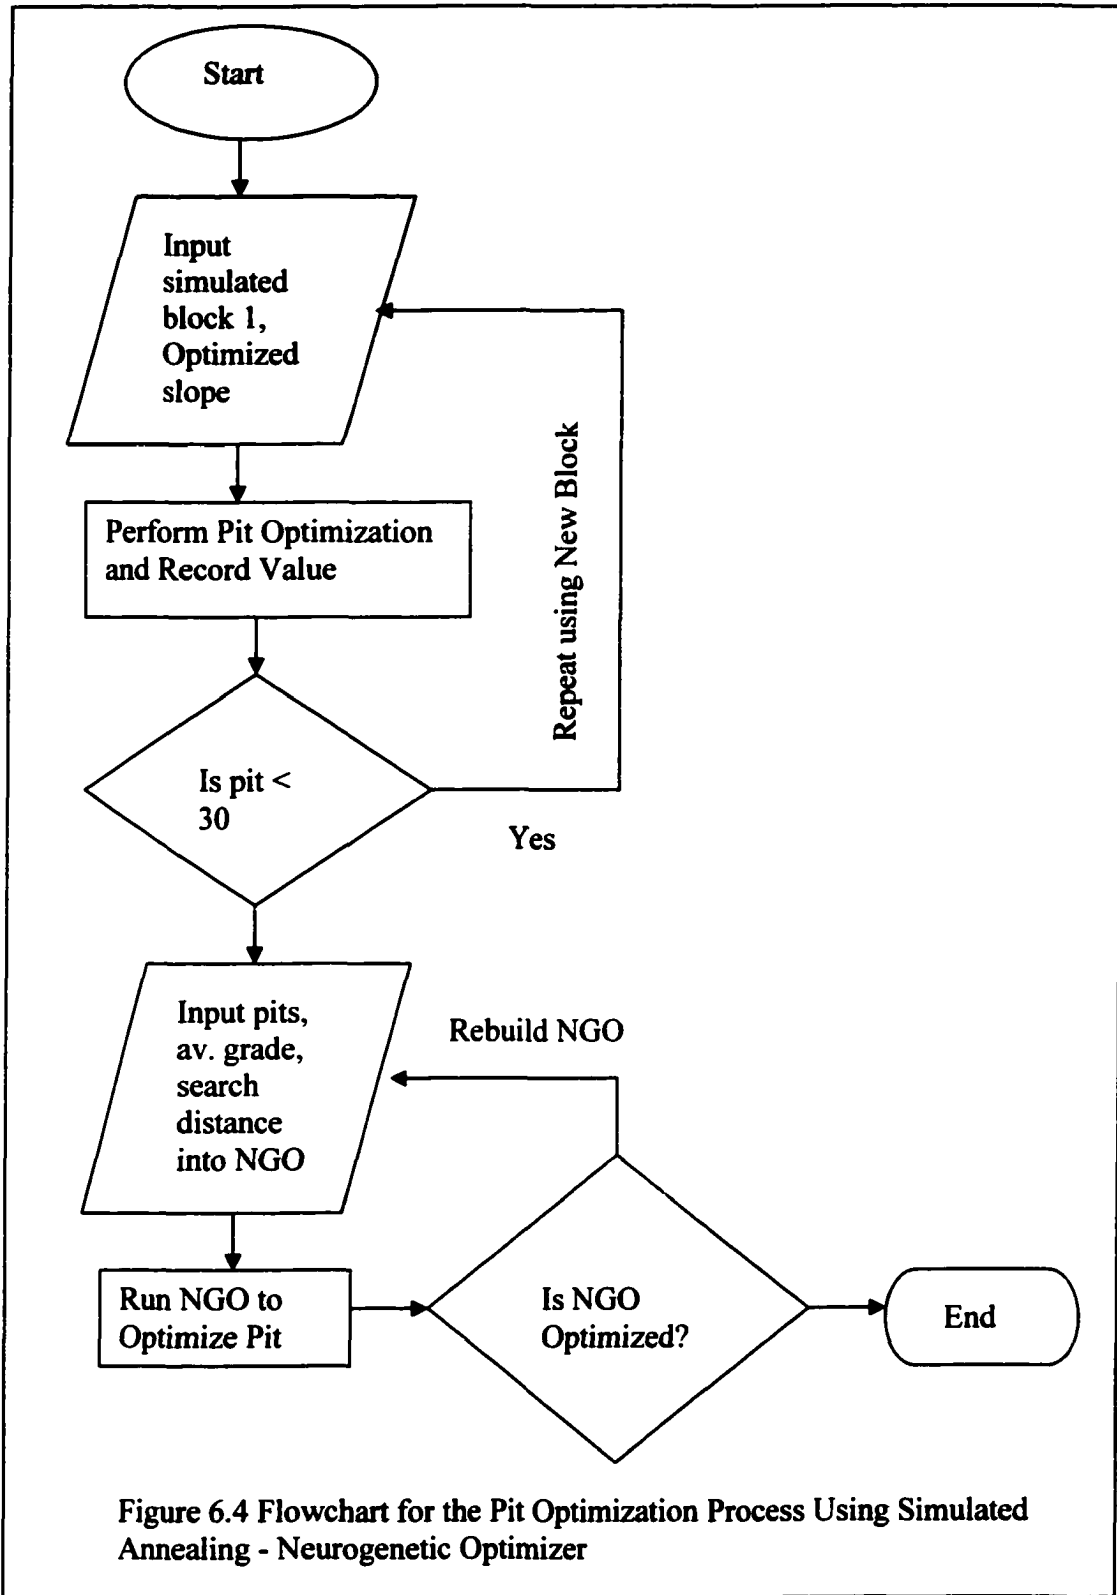 Start
Input
simulated
block 1,
Optimized
slope
Perform Pit Optimization
and Record Value
Repeat using New Block
Is pit <
30
Yes
Input pits,
av. grade,
search
distance
into NGO
Rebuild NGO
Run NGO to
Optimize Pit
Is NGO
Optimized?
End
Figure 6.4 Flowchart for the Pit Optimization Process Using Simulated
Annealing - Neurogenetic Optimizer